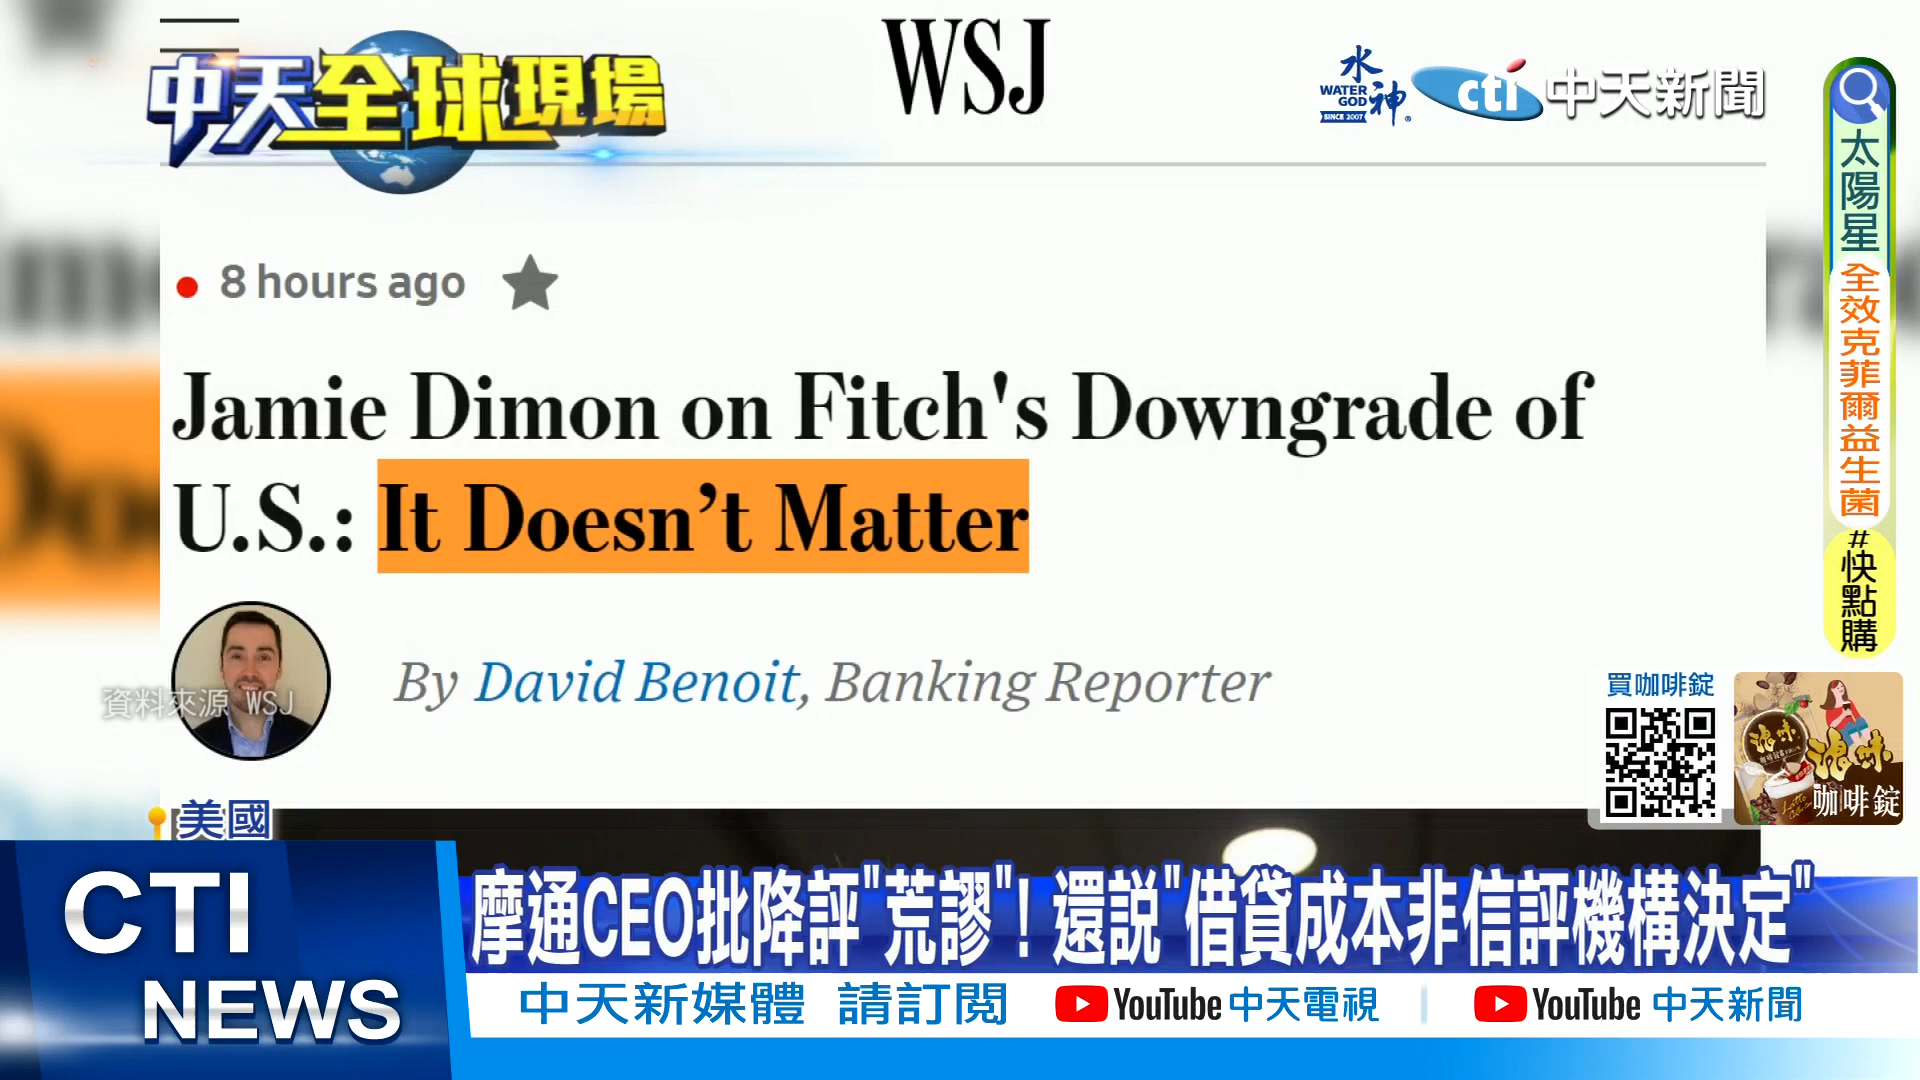 WSJ
中天全球現場
水神
WATER
GOD
SINCE 2007
cti 中天新聞
8 hours ago
Jamie Dimon on Fitch's Downgrade of
U.S.: It Doesn’t Matter
By David Benoit, Banking Reporter
資料來源 WSJ
太陽星
全效克菲爾益生菌
#快點購
買咖啡錠
滾味
滾味
咖啡錠
美國
CTI
NEWS
摩通CEO批降評"荒謬"! 還説"借貸成本非信評機構決定"
中天新媒體 請訂閱 YouTube 中天電視 | YouTube 中天新聞